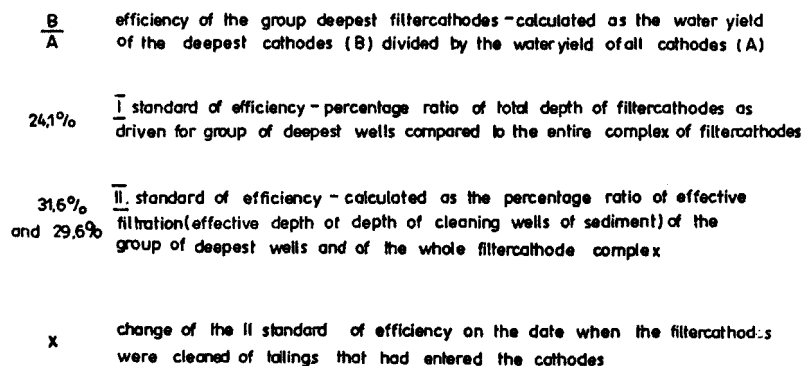 B/A efficiency of the group deepest filtercathodes – calculated as the water yield
of the deepest cathodes (B) divided by the water yield of all cathodes (A)
24,1% I standard of efficiency – percentage ratio of total depth of filtercathodes as
driven for group of deepest wells compared to the entire complex of filtercathodes
31,6% II. standard of efficiency – calculated as the percentage ratio of effective
and 29,6% filtration (effective depth ot depth of cleaning wells of sediment) of the
group of deepest wells and of the whole filtercathode complex
x change of the II standard of efficiency on the date when the filtercathodes
were cleaned of tailings that had entered the cathodes